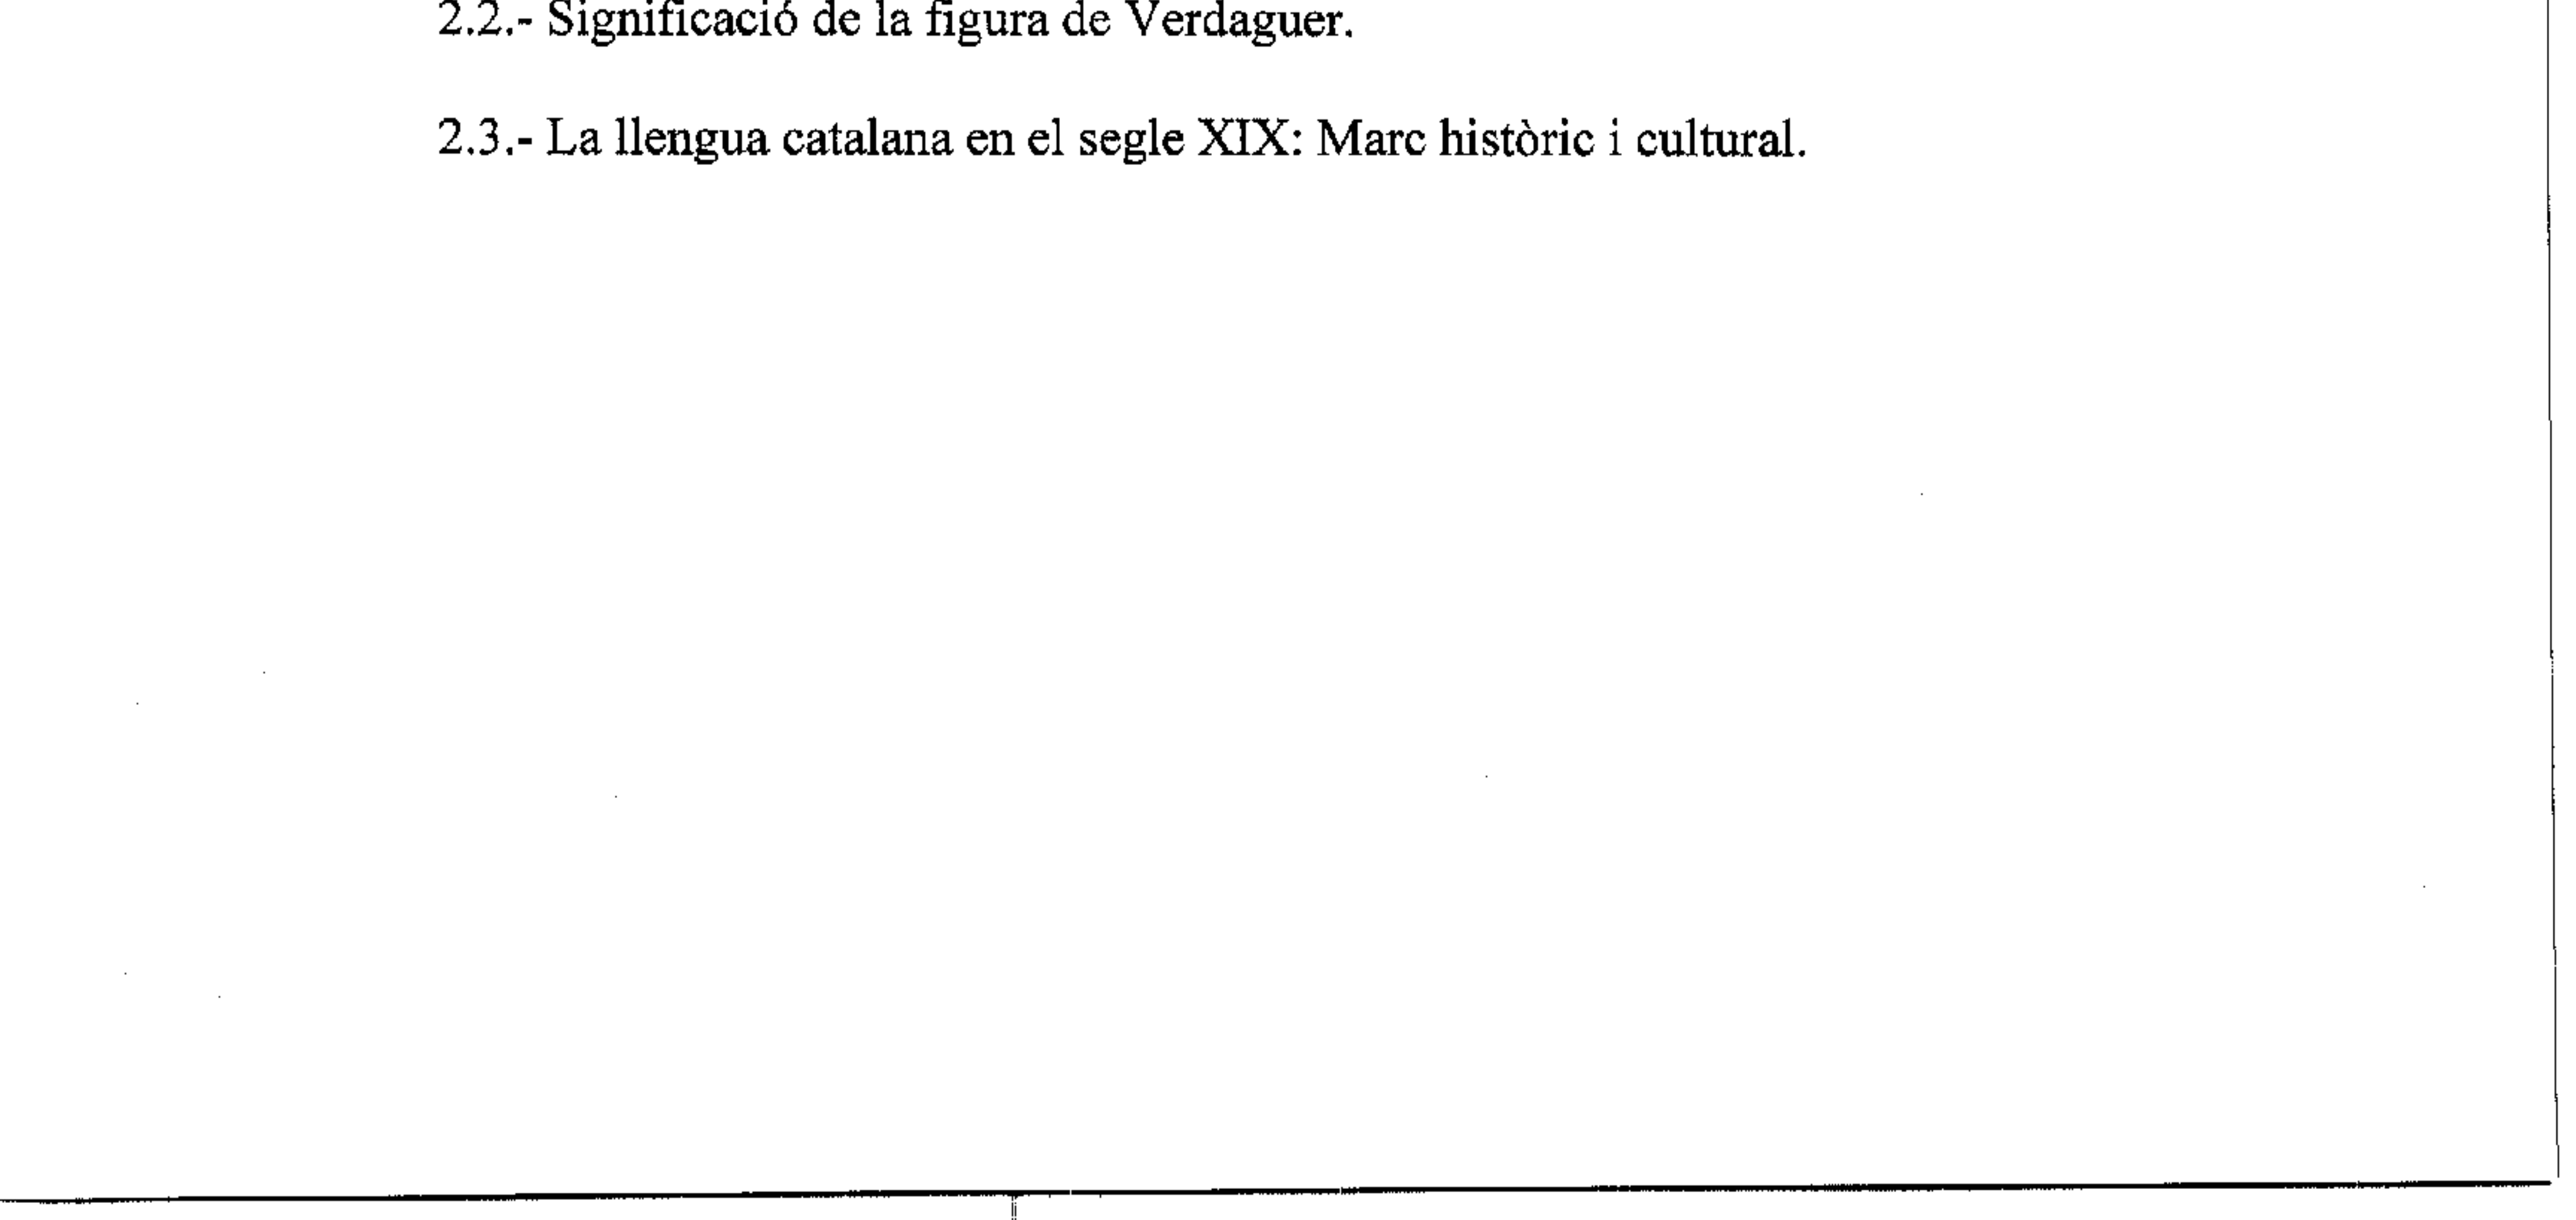 2.2.- Significació de la figura de Verdaguer.
2.3.- La llengua catalana en el segle XIX: Marc històric i cultural.